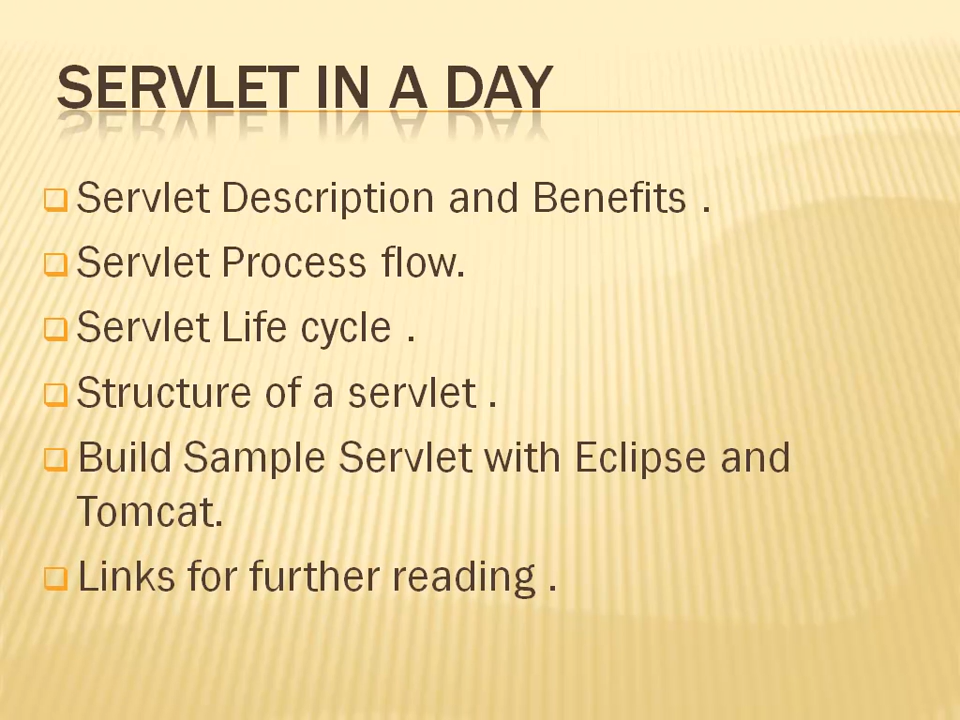 SERVLET IN A DAY
Servlet Description and Benefits .
Servlet Process flow.
Servlet Life cycle .
Structure of a servlet .
Build Sample Servlet with Eclipse and
Tomcat.
Links for further reading .